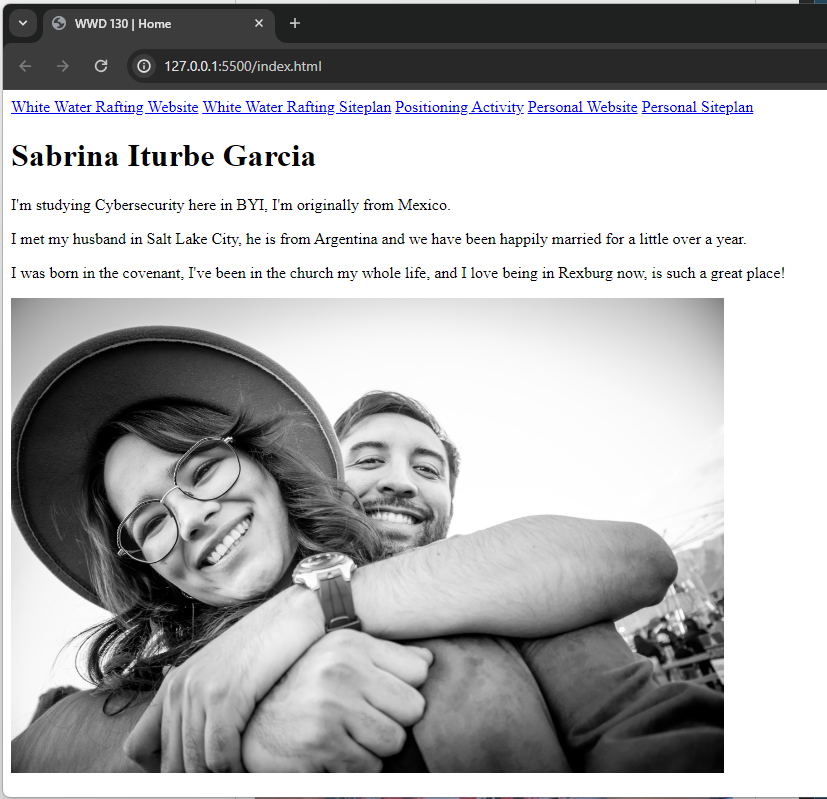 WWD 130 | Home
127.0.0.1:5500/index.html
White Water Rafting Website White Water Rafting Siteplan Positioning Activity Personal Website Personal Siteplan
Sabrina Iturbe Garcia
I'm studying Cybersecurity here in BYI, I'm originally from Mexico.
I met my husband in Salt Lake City, he is from Argentina and we have been happily married for a little over a year.
I was born in the covenant, I've been in the church my whole life, and I love being in Rexburg now, is such a great place!